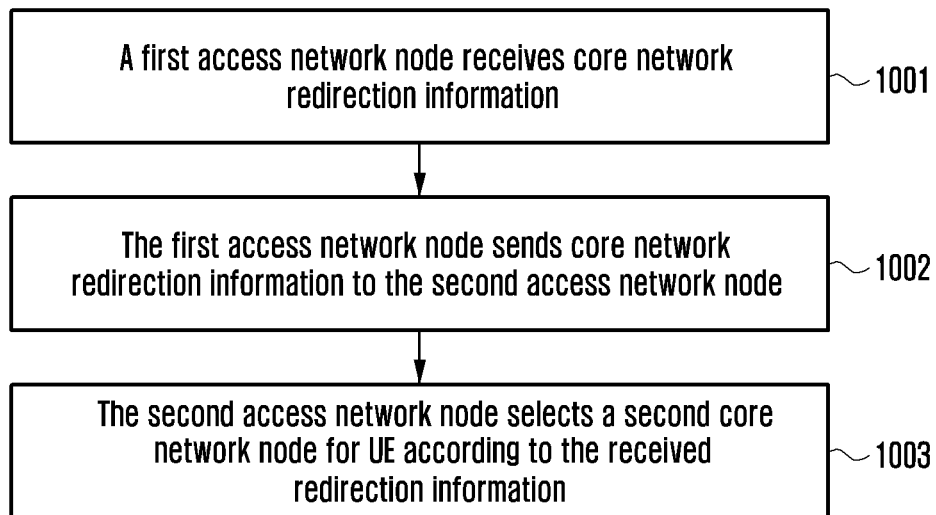 A first access network node receives core network
redirection information
1001
The first access network node sends core network
redirection information to the second access network node
1002
The second access network node selects a second core
network node for UE according to the received
redirection information
1003